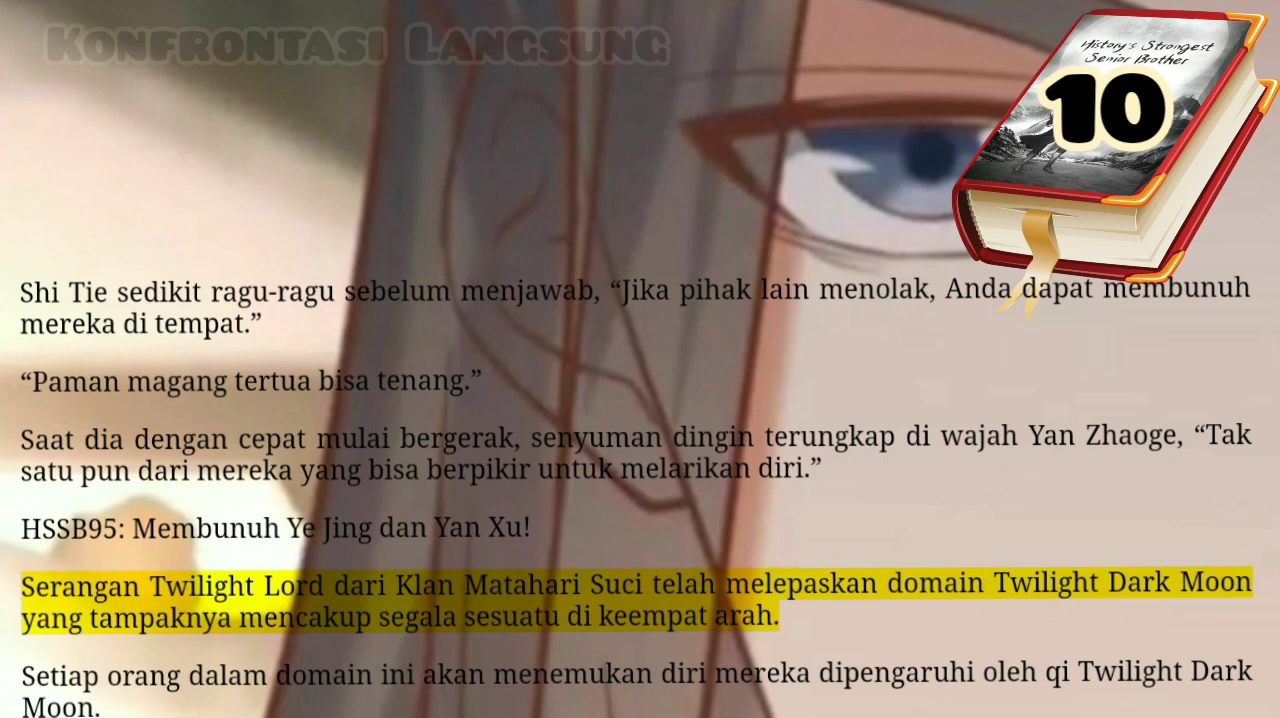 Konfrontasi Langsung
History's Strongest
Senior Brother
10
Shi Tie sedikit ragu-ragu sebelum menjawab, “Jika pihak lain menolak, Anda dapat membunuh
mereka di tempat.”
“Paman magang tertua bisa tenang.”
Saat dia dengan cepat mulai bergerak, senyuman dingin terungkap di wajah Yan Zhaoge, “Tak
satu pun dari mereka yang bisa berpikir untuk melarikan diri.”
HSSB95: Membunuh Ye Jing dan Yan Xu!
Serangan Twilight Lord dari Klan Matahari Suci telah melepaskan domain Twilight Dark Moon
yang tampaknya mencakup segala sesuatu di keempat arah.
Setiap orang dalam domain ini akan menemukan diri mereka dipengaruhi oleh qi Twilight Dark
Moon.